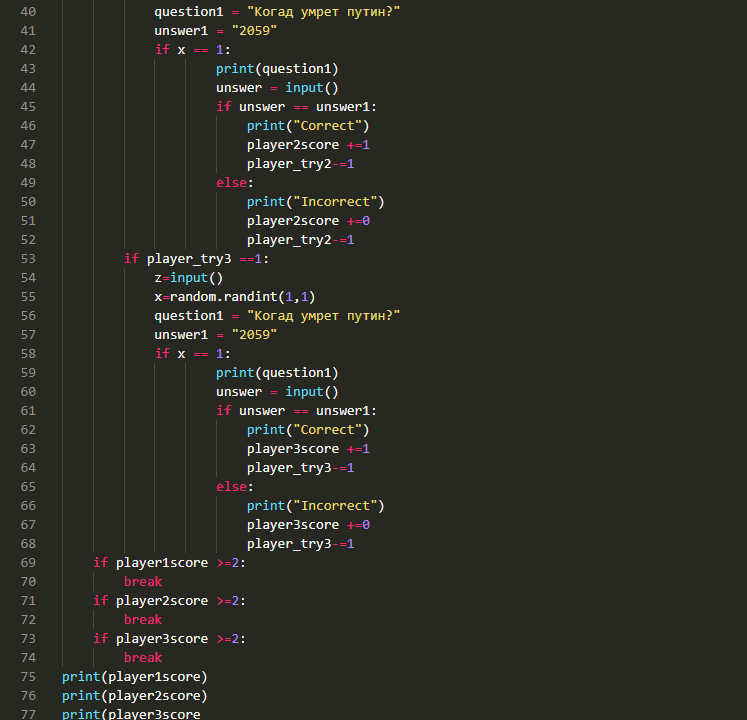 40 question1 = "Когад умрет путин?"
41 unswer1 = "2059"
42 if x == 1:
43 print(question1)
44 unswer = input()
45 if unswer == unswer1:
46 print("Correct")
47 player2score +=1
48 player_try2-=1
49 else:
50 print("Incorrect")
51 player2score +=0
52 player_try2-=1
53 if player_try3 ==1:
54 z=input()
55 x=random.randint(1,1)
56 question1 = "Когад умрет путин?"
57 unswer1 = "2059"
58 if x == 1:
59 print(question1)
60 unswer = input()
61 if unswer == unswer1:
62 print("Correct")
63 player3score +=1
64 player_try3-=1
65 else:
66 print("Incorrect")
67 player3score +=0
68 player_try3-=1
69 if player1score >=2:
70 break
71 if player2score >=2:
72 break
73 if player3score >=2:
74 break
75 print(player1score)
76 print(player2score)
77 print(player3score